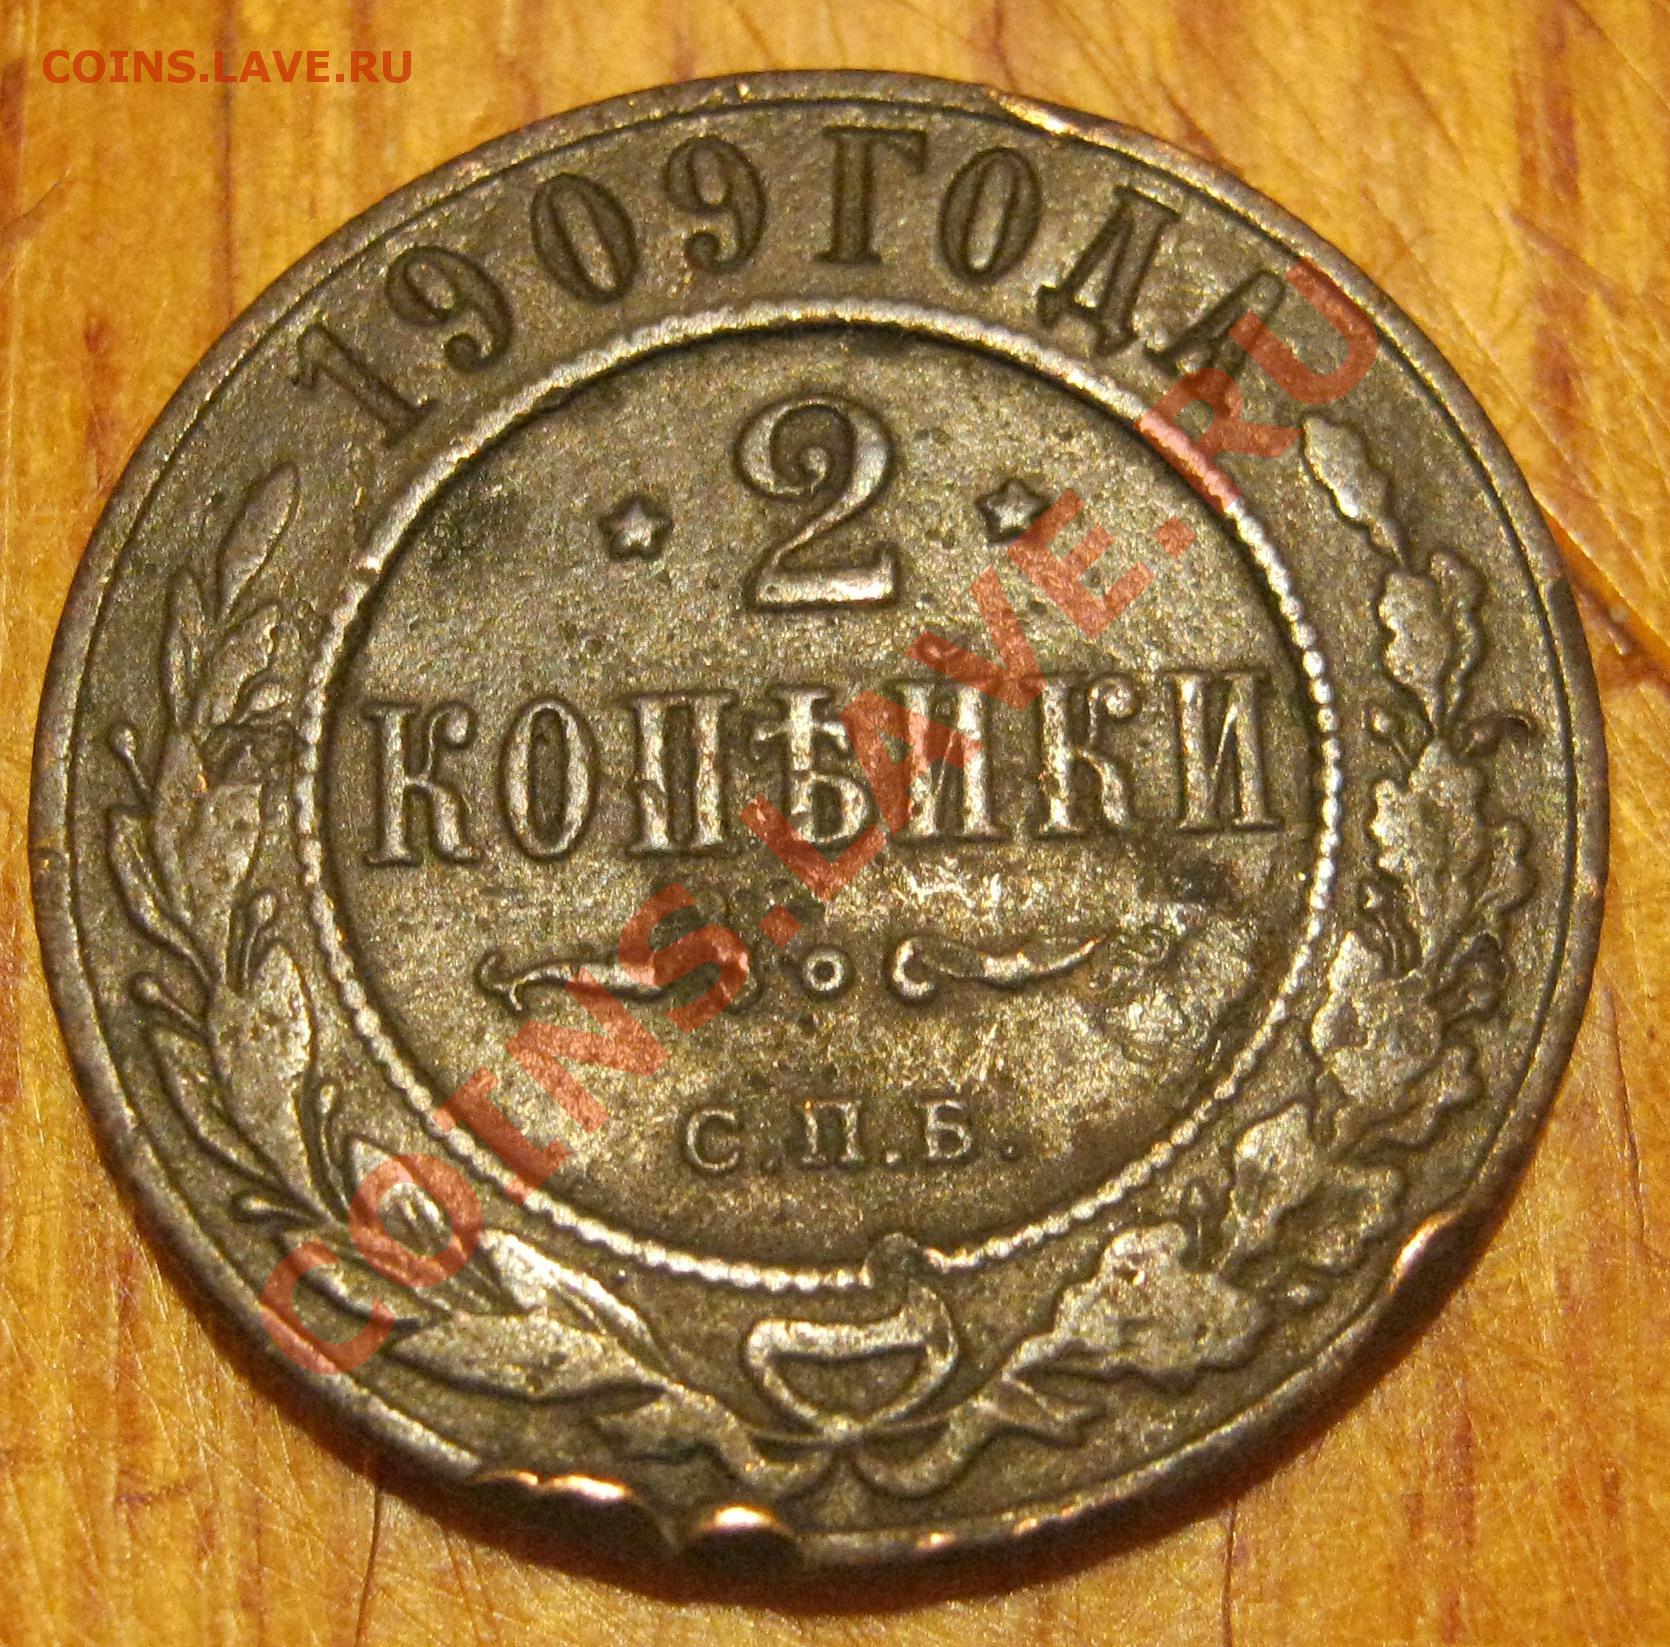 COINS.LAVE.RU
1909 ГОДА
2
КОПѢЙКИ
С.П.Б.
COINS.LAVE.RU